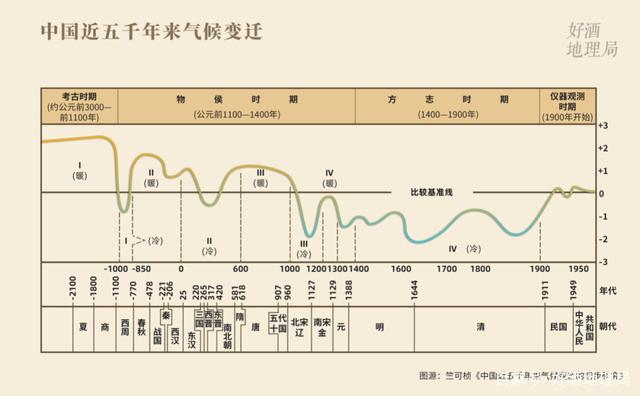 中国近五千年来气候变迁
好酒
地理局
考古时期
(约公元前3000—
前1100年)
物 侯 时 期
(公元前1100—1400年)
方 志 时 期
(1400—1900年)
仪器观测
时期
(1900年开始)
+3
+2
+1
0
-1
-2
-3
I
(暖)
II
(暖)
III
(暖)
IV
(暖)
比较基准线
I
(冷)
II
(冷)
III
(冷)
IV (冷)
-1000 -850 0 600 1000 1200 1300 1400 1600 1700 1800 1900 1950
-2100 -1800 -1100 -770 -478 -221 -206 25 220 265 317 420 581 618 907 960 1127 1129 1388 1644 1911 1949 年代
夏 商 西周 春秋 战国 秦 西汉 东汉 三国 西晋 东晋 南北朝 隋 唐 五代十国 北宋 辽 南宋 金 元 明 清 民国 中华人民共和国 朝代
图源：竺可桢《中国近五千年来气候变迁的初步研究》
百家号/好酒地理局